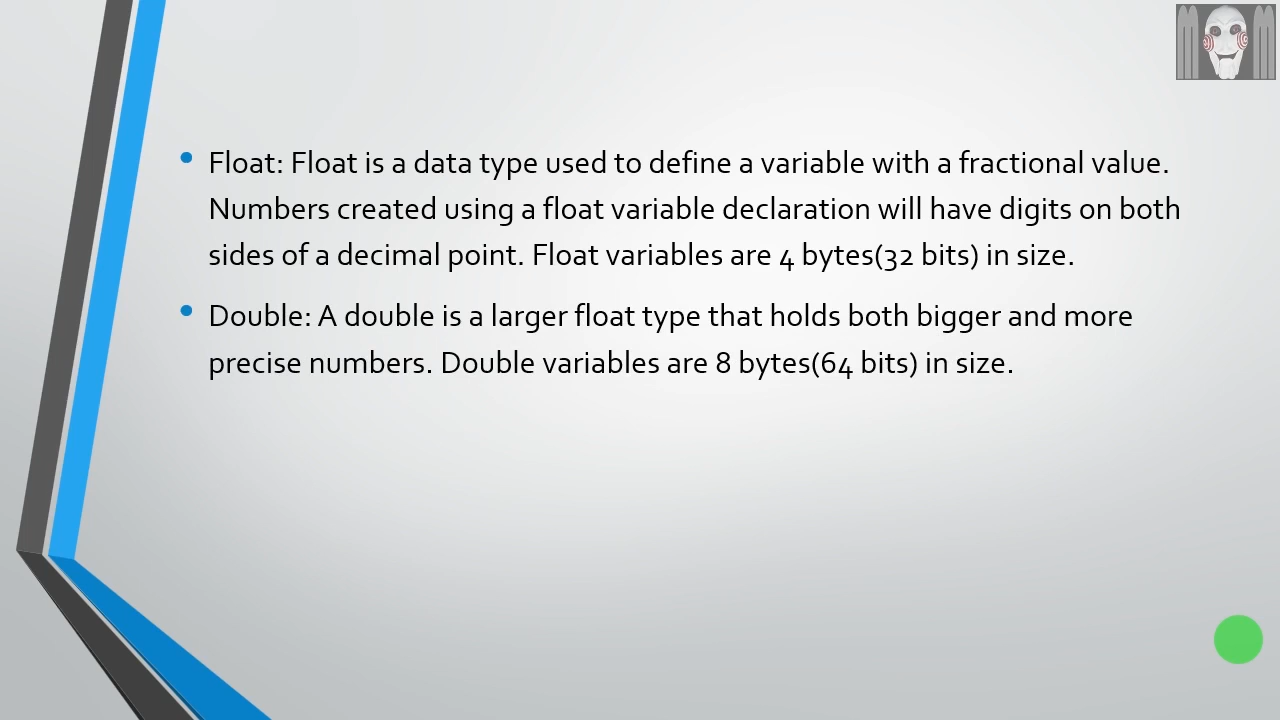 • Float: Float is a data type used to define a variable with a fractional value.
Numbers created using a float variable declaration will have digits on both
sides of a decimal point. Float variables are 4 bytes(32 bits) in size.
• Double: A double is a larger float type that holds both bigger and more
precise numbers. Double variables are 8 bytes(64 bits) in size.